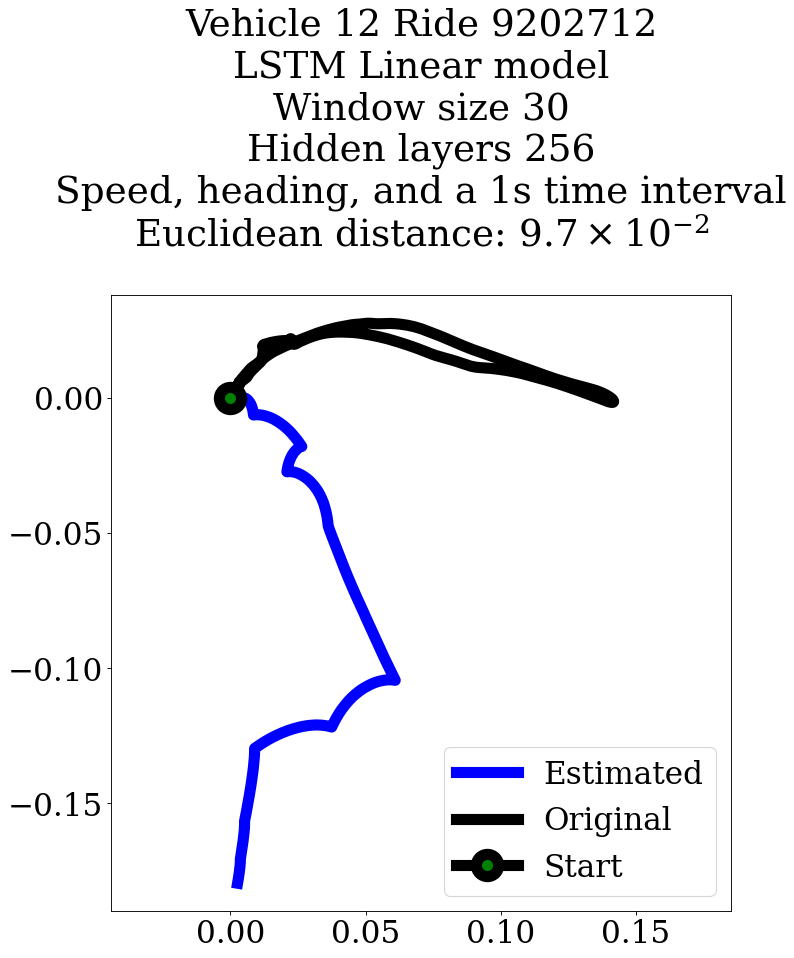 Vehicle 12 Ride 9202712
LSTM Linear model
Window size 30
Hidden layers 256
Speed, heading, and a 1s time interval
Euclidean distance: 9.7 × 10⁻²
0.00
−0.05
−0.10
−0.15
Estimated
Original
Start
0.00 0.05 0.10 0.15